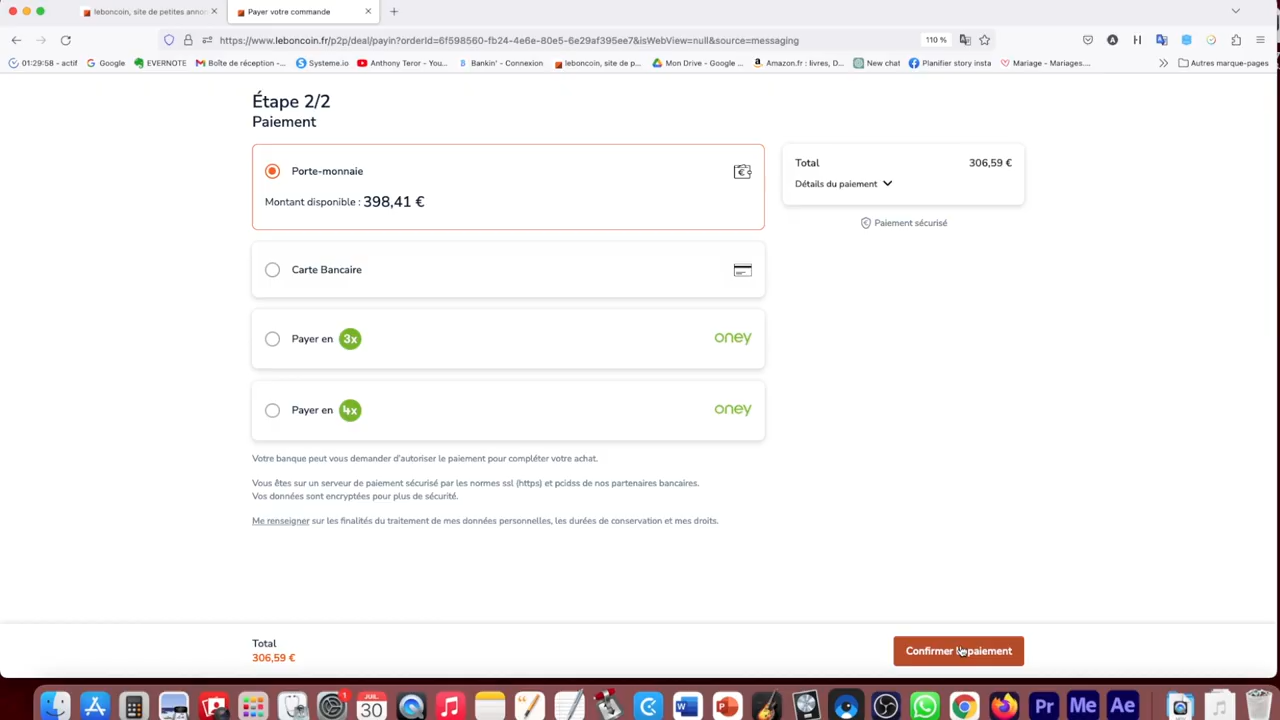 leboncoin, site de petites annon
Payer votre commande
https://www.leboncoin.fr/p2p/deal/payin?orderId=6f598560-fb24-4e6e-80e5-6e29af395ee7&isWebView=null&source=messaging
110 %
01:29:58 - actif
Google
EVERNOTE
Boîte de réception -...
Systeme.io
Anthony Teror - You...
Bankin' - Connexion
leboncoin, site de p...
Mon Drive - Google ...
Amazon.fr : livres, D...
New chat
Planifier story insta
Mariage - Mariages....
Autres marque-pages
Étape 2/2
Paiement
Porte-monnaie
Montant disponible : 398,41 €
Total 306,59 €
Détails du paiement
Paiement sécurisé
Carte Bancaire
Payer en 3x
oney
Payer en 4x
oney
Votre banque peut vous demander d'autoriser le paiement pour compléter votre achat.
Vous êtes sur un serveur de paiement sécurisé par les normes ssl (https) et pcidss de nos partenaires bancaires.
Vos données sont encryptées pour plus de sécurité.
Me renseigner sur les finalités du traitement de mes données personnelles, les durées de conservation et mes droits.
Total
306,59 €
Confirmer paiement
1
JUIL.
30
W
P
Pr
Me
Ae